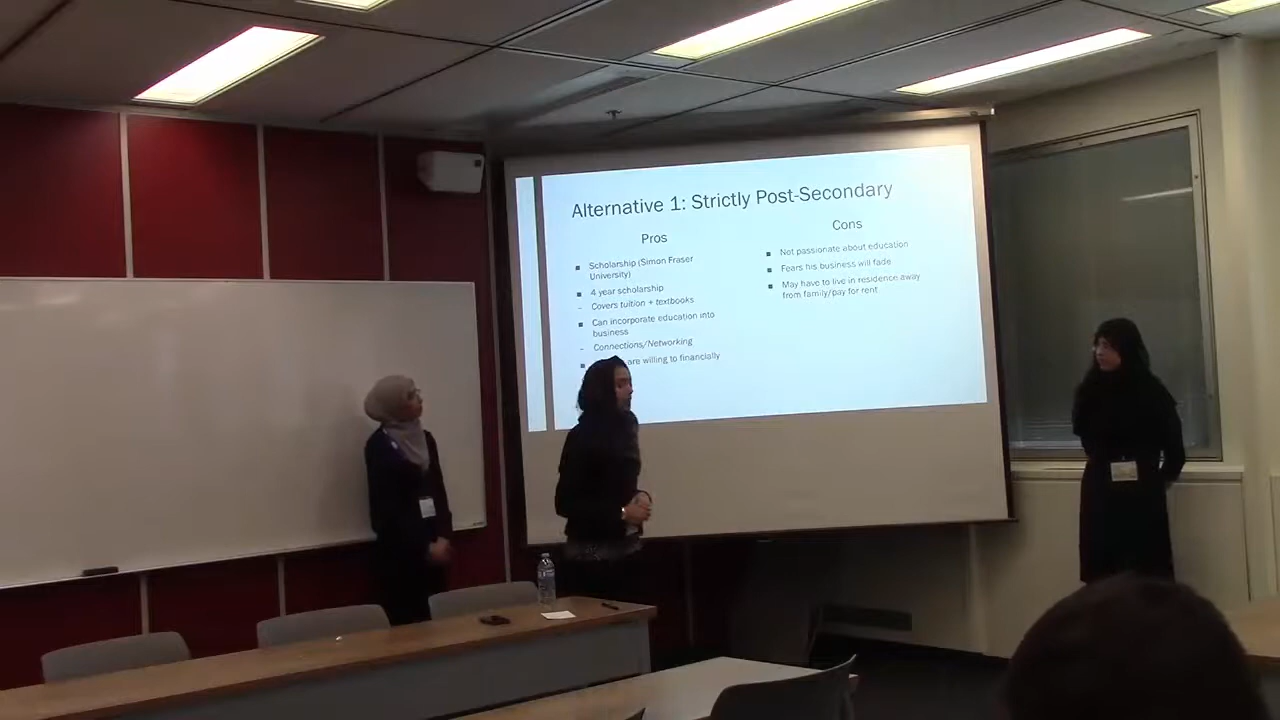 Alternative 1: Strictly Post-Secondary
Pros
Scholarship (Simon Fraser
University)
4 year scholarship
Covers tuition + textbooks
Can incorporate education into
business
Connections/Networking
are willing to financially
Cons
Not passionate about education
Fears his business will fade
May have to live in residence away
from family/pay for rent